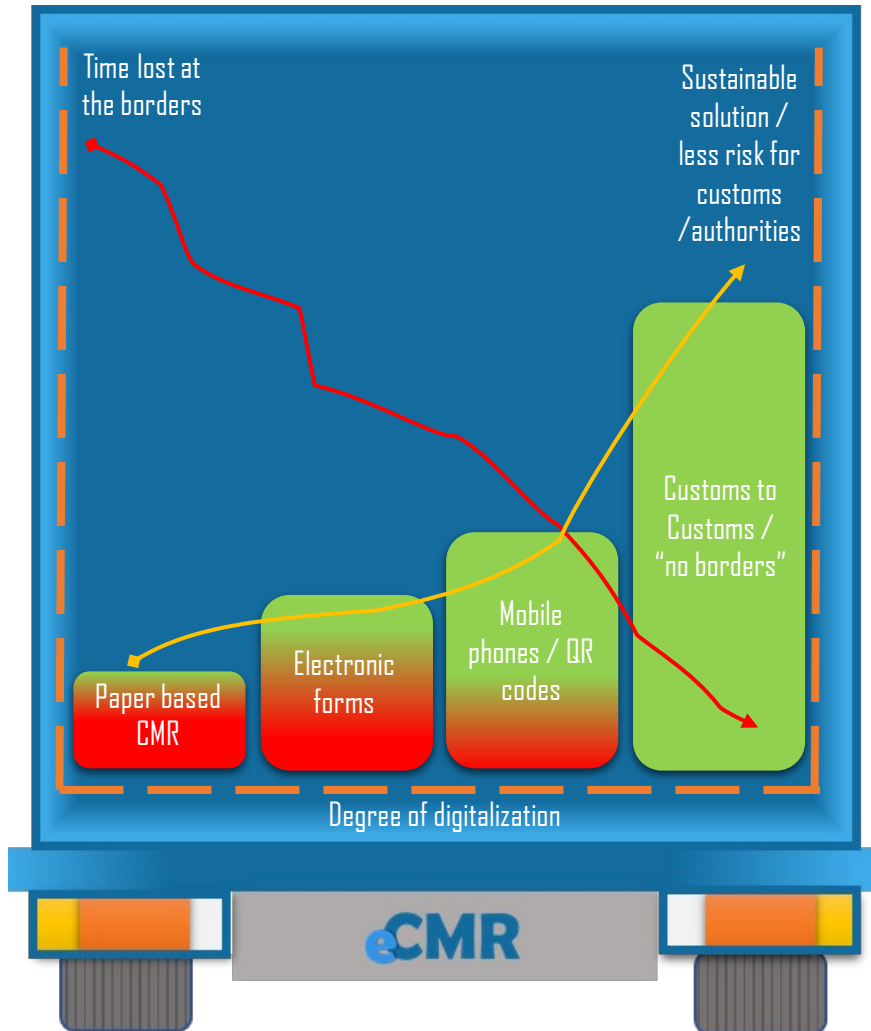 Time lost at
the borders
Sustainable
solution /
less risk for
customs
/authorities
Customs to
Customs /
“no borders”
Mobile
phones / QR
codes
Electronic
forms
Paper based
CMR
Degree of digitalization
eCMR